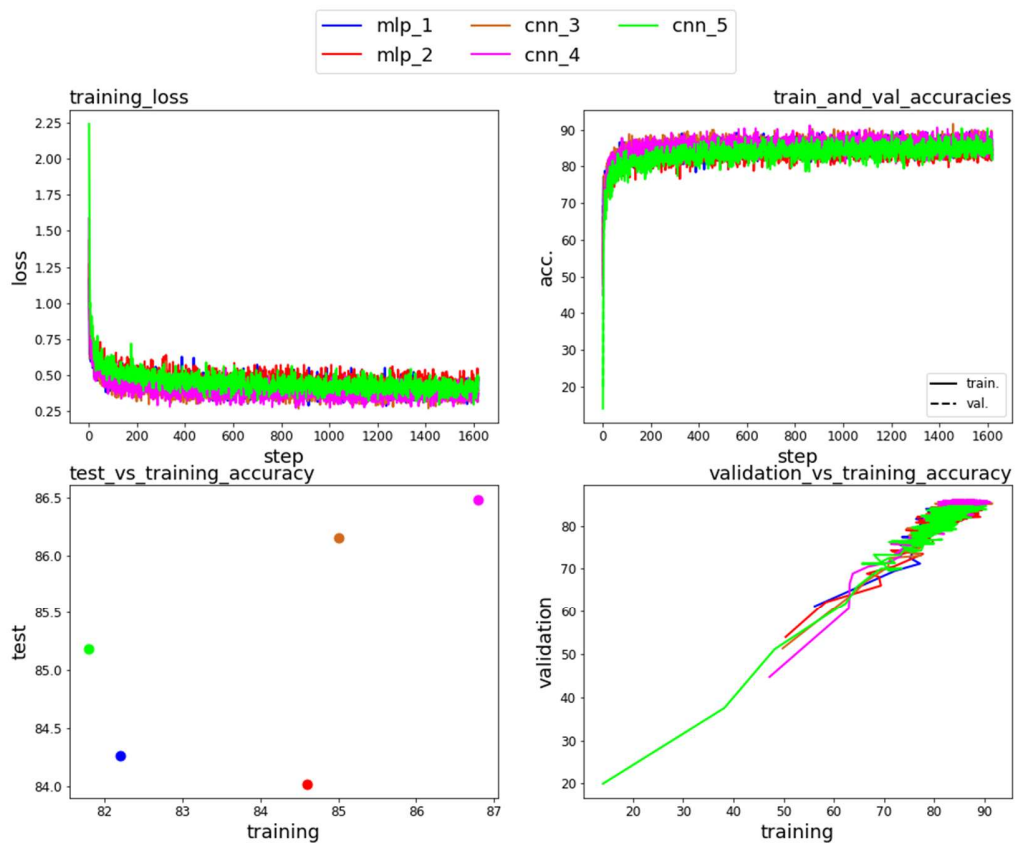 mlp_1 cnn_3 cnn_5
mlp_2 cnn_4
training_loss
2.25
2.00
1.75
1.50
1.25
1.00
0.75
0.50
0.25
loss
0 200 400 600 800 1000 1200 1400 1600
step
train_and_val_accuracies
90
80
70
60
50
40
30
20
acc.
train.
val.
0 200 400 600 800 1000 1200 1400 1600
step
test_vs_training_accuracy
86.5
86.0
85.5
85.0
84.5
84.0
test
82 83 84 85 86 87
training
validation_vs_training_accuracy
80
70
60
50
40
30
20
validation
20 30 40 50 60 70 80 90
training